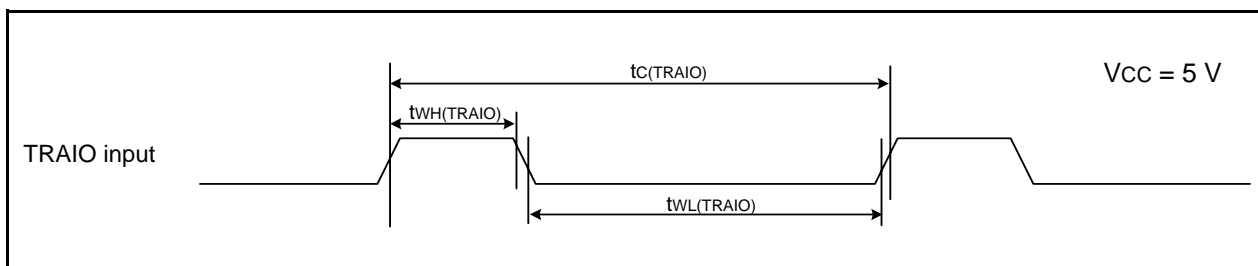 tC(TRAIO)
VCC = 5 V
tWH(TRAIO)
TRAIO input
tWL(TRAIO)